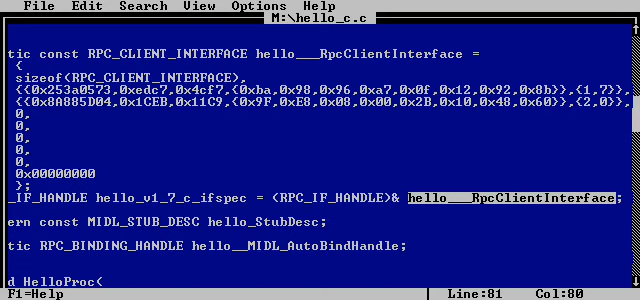 File Edit Search View Options Help
M:\hello_c.c
tic const RPC_CLIENT_INTERFACE hello___RpcClientInterface =
{
sizeof(RPC_CLIENT_INTERFACE),
{{0x253a0573,0xedc7,0x4cf7,{0xba,0x98,0x96,0xa7,0x0f,0x12,0x92,0x8b}},{1,7}},
{{0x8A885D04,0x1CEB,0x11C9,{0x9F,0xE8,0x08,0x00,0x2B,0x10,0x48,0x60}},{2,0}},
0,
0,
0,
0,
0,
0x00000000
};
_IF_HANDLE hello_v1_7_c_ifspec = (RPC_IF_HANDLE)& hello___RpcClientInterface;
ern const MIDL_STUB_DESC hello_StubDesc;
tic RPC_BINDING_HANDLE hello__MIDL_AutoBindHandle;
d HelloProc(
F1=Help Line:81 Col:80